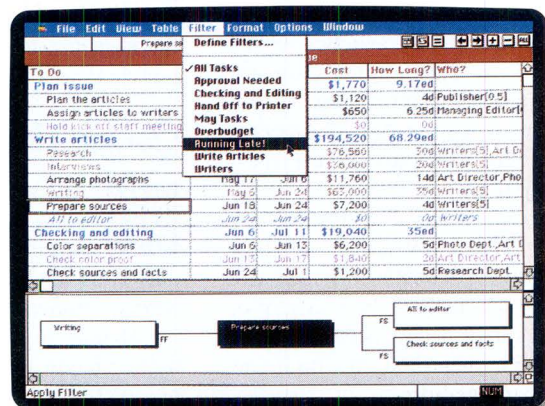 File Edit View Table Filter Format Options Window
Prepare
ALL
Define Filters...
✓All Tasks
Approval Needed
Checking and Editing
Hand Off to Printer
May Tasks
Overbudget
Running Late!
Write Articles
Writers
To Do Cost How Long? Who?
Plan issue $1,770 9.17ed
Plan the articles $1,120 4d Publisher[0.5]
Assign articles to writers $650 6.25d Managing Editor[
Hold kick off staff meeting $0 0d
Write articles $194,520 68.29ed
Research $76,560 30d Writers[5],Art D
Interviews $36,000 20d Writers[5]
Arrange photographs May 17 Jun 6 $11,760 14d Art Director,Pho
Writing May 6 Jun 24 $63,000 35d Writers[5]
Prepare sources Jun 18 Jun 24 $7,200 4d Writers[5]
All to editor Jun 24 Jun 24 $0 0d Writers
Checking and editing Jun 6 Jul 11 $19,040 35ed
Color separations Jun 6 Jun 13 $6,200 5d Photo Dept.,Art D
Check color proof Jun 13 Jun 17 $1,840 2d Art Director,Art
Check sources and facts Jun 24 Jul 1 $1,200 5d Research Dept.
Writing
FF
Prepare sources
FS
All to editor
FS
Check sources and facts
Apply Filter NUM